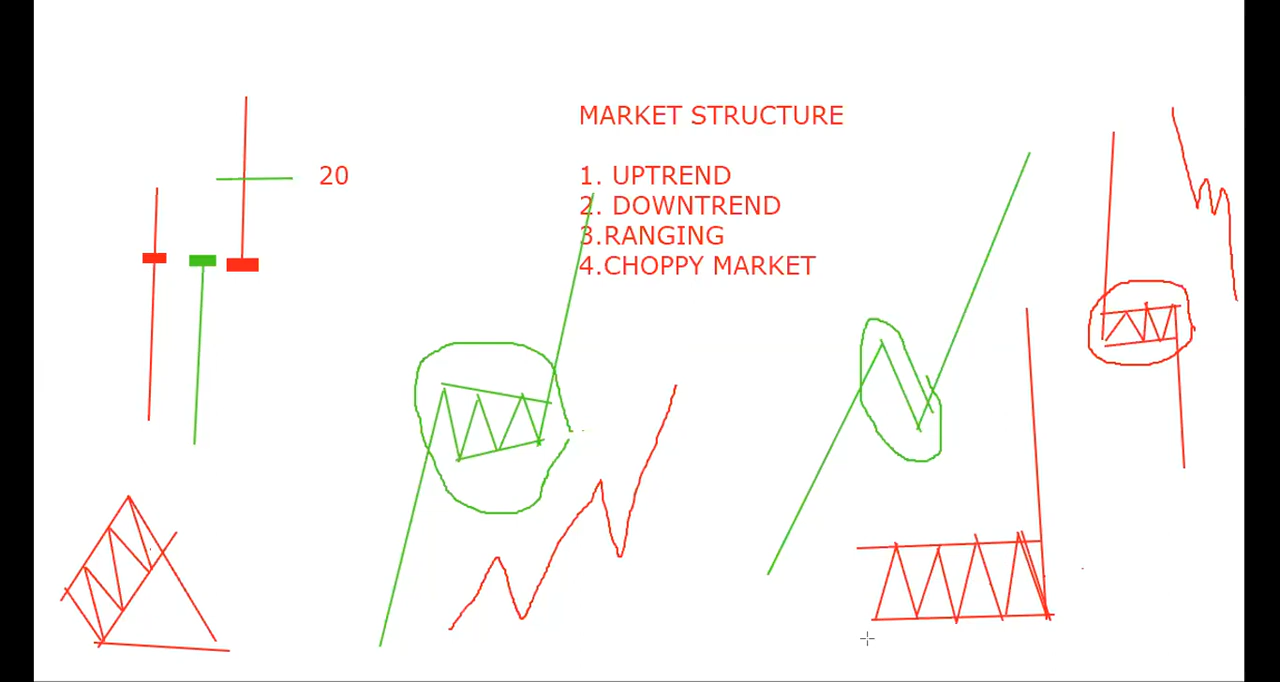 MARKET STRUCTURE
20
1. UPTREND
2. DOWNTREND
3.RANGING
4.CHOPPY MARKET